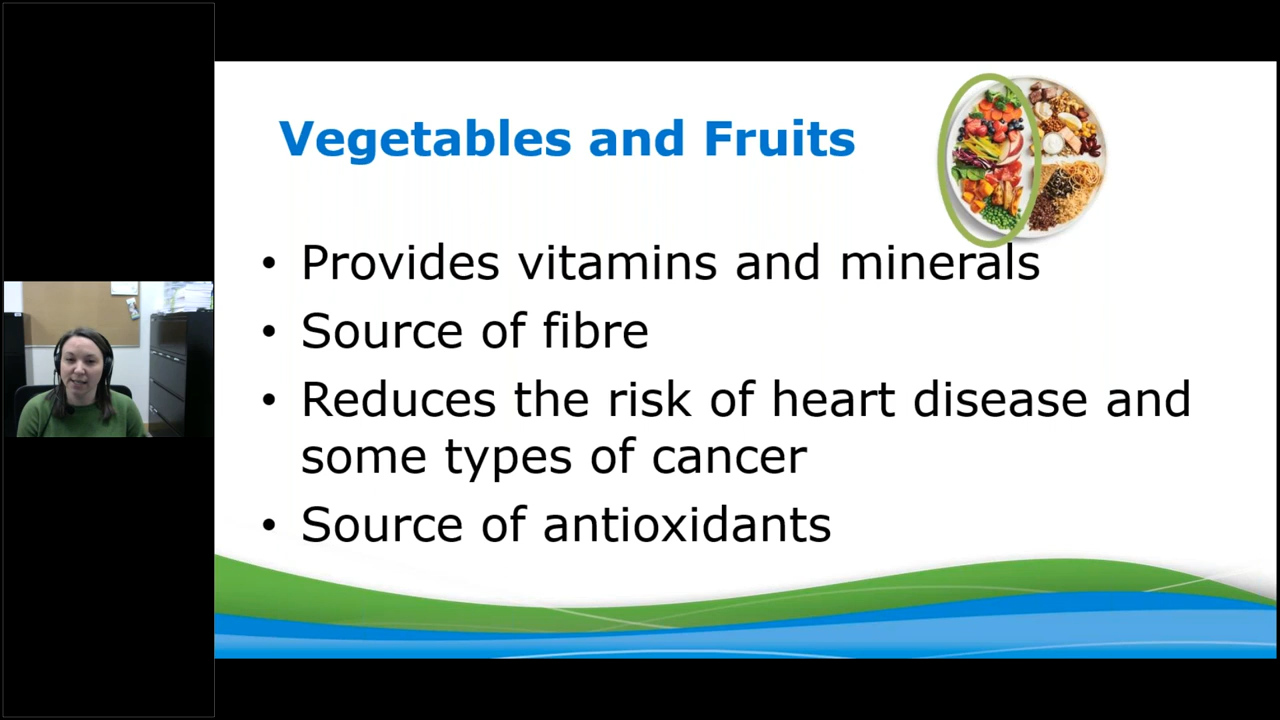 Vegetables and Fruits
• Provides vitamins and minerals
• Source of fibre
• Reduces the risk of heart disease and
some types of cancer
• Source of antioxidants